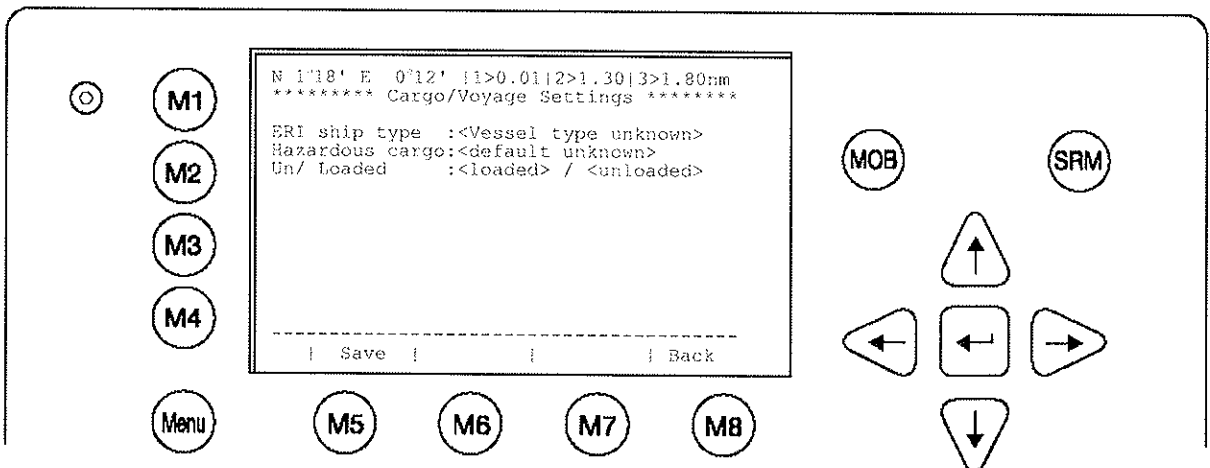 N 1°18' E 0°12' |1>0.01|2>1.30|3>1.80nm
********* Cargo/Voyage Settings ********
ERI ship type :<Vessel type unknown>
Hazardous cargo:<default unknown>
Un/ Loaded :<loaded> / <unloaded>
----------------------------------------
| Save | | | Back
M1
M2
M3
M4
Menu
M5
M6
M7
M8
MOB
SRM